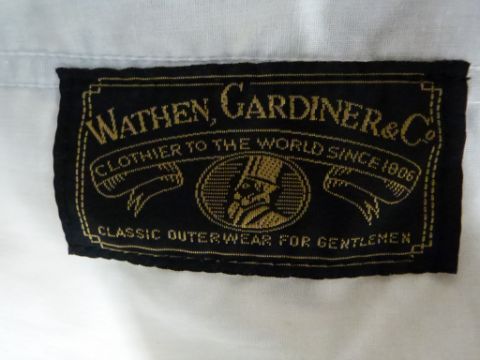 WATHEN, GARDINER & Co
CLOTHIER TO THE WORLD SINCE 1806
CLASSIC OUTERWEAR FOR GENTLEMEN